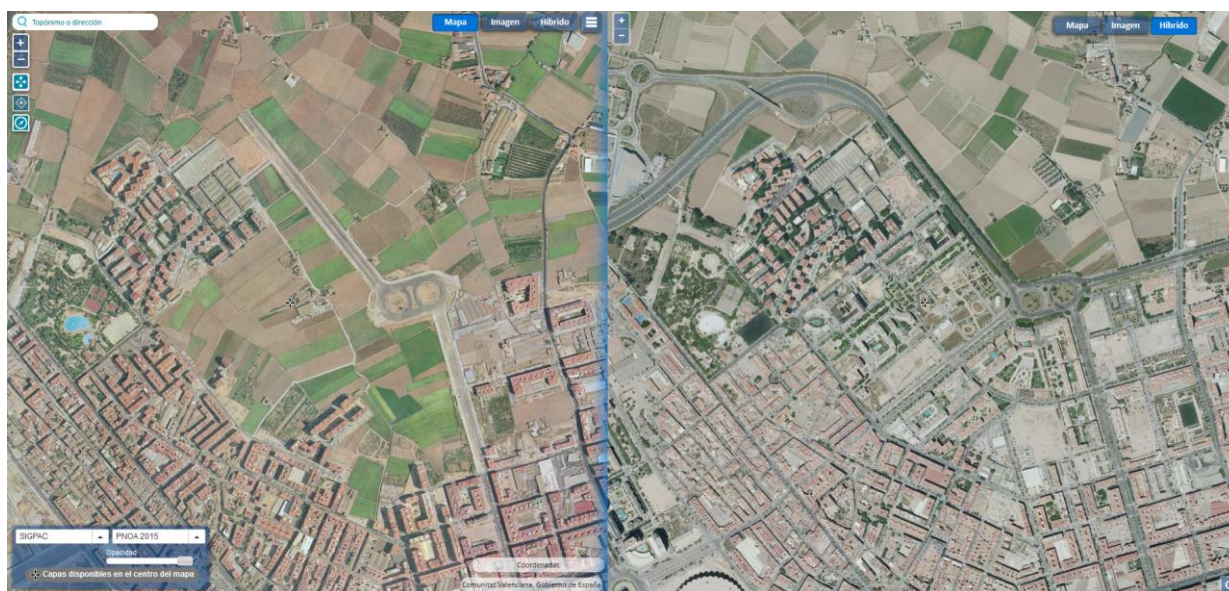 Topónimo o dirección
Mapa
Imagen
Híbrido
+
−
SIGPAC
PNOA 2015
Opacidad
Capas disponibles en el centro del mapa
Coordenadas
Comunitat Valenciana, Gobierno de España
+
−
Mapa
Imagen
Híbrido